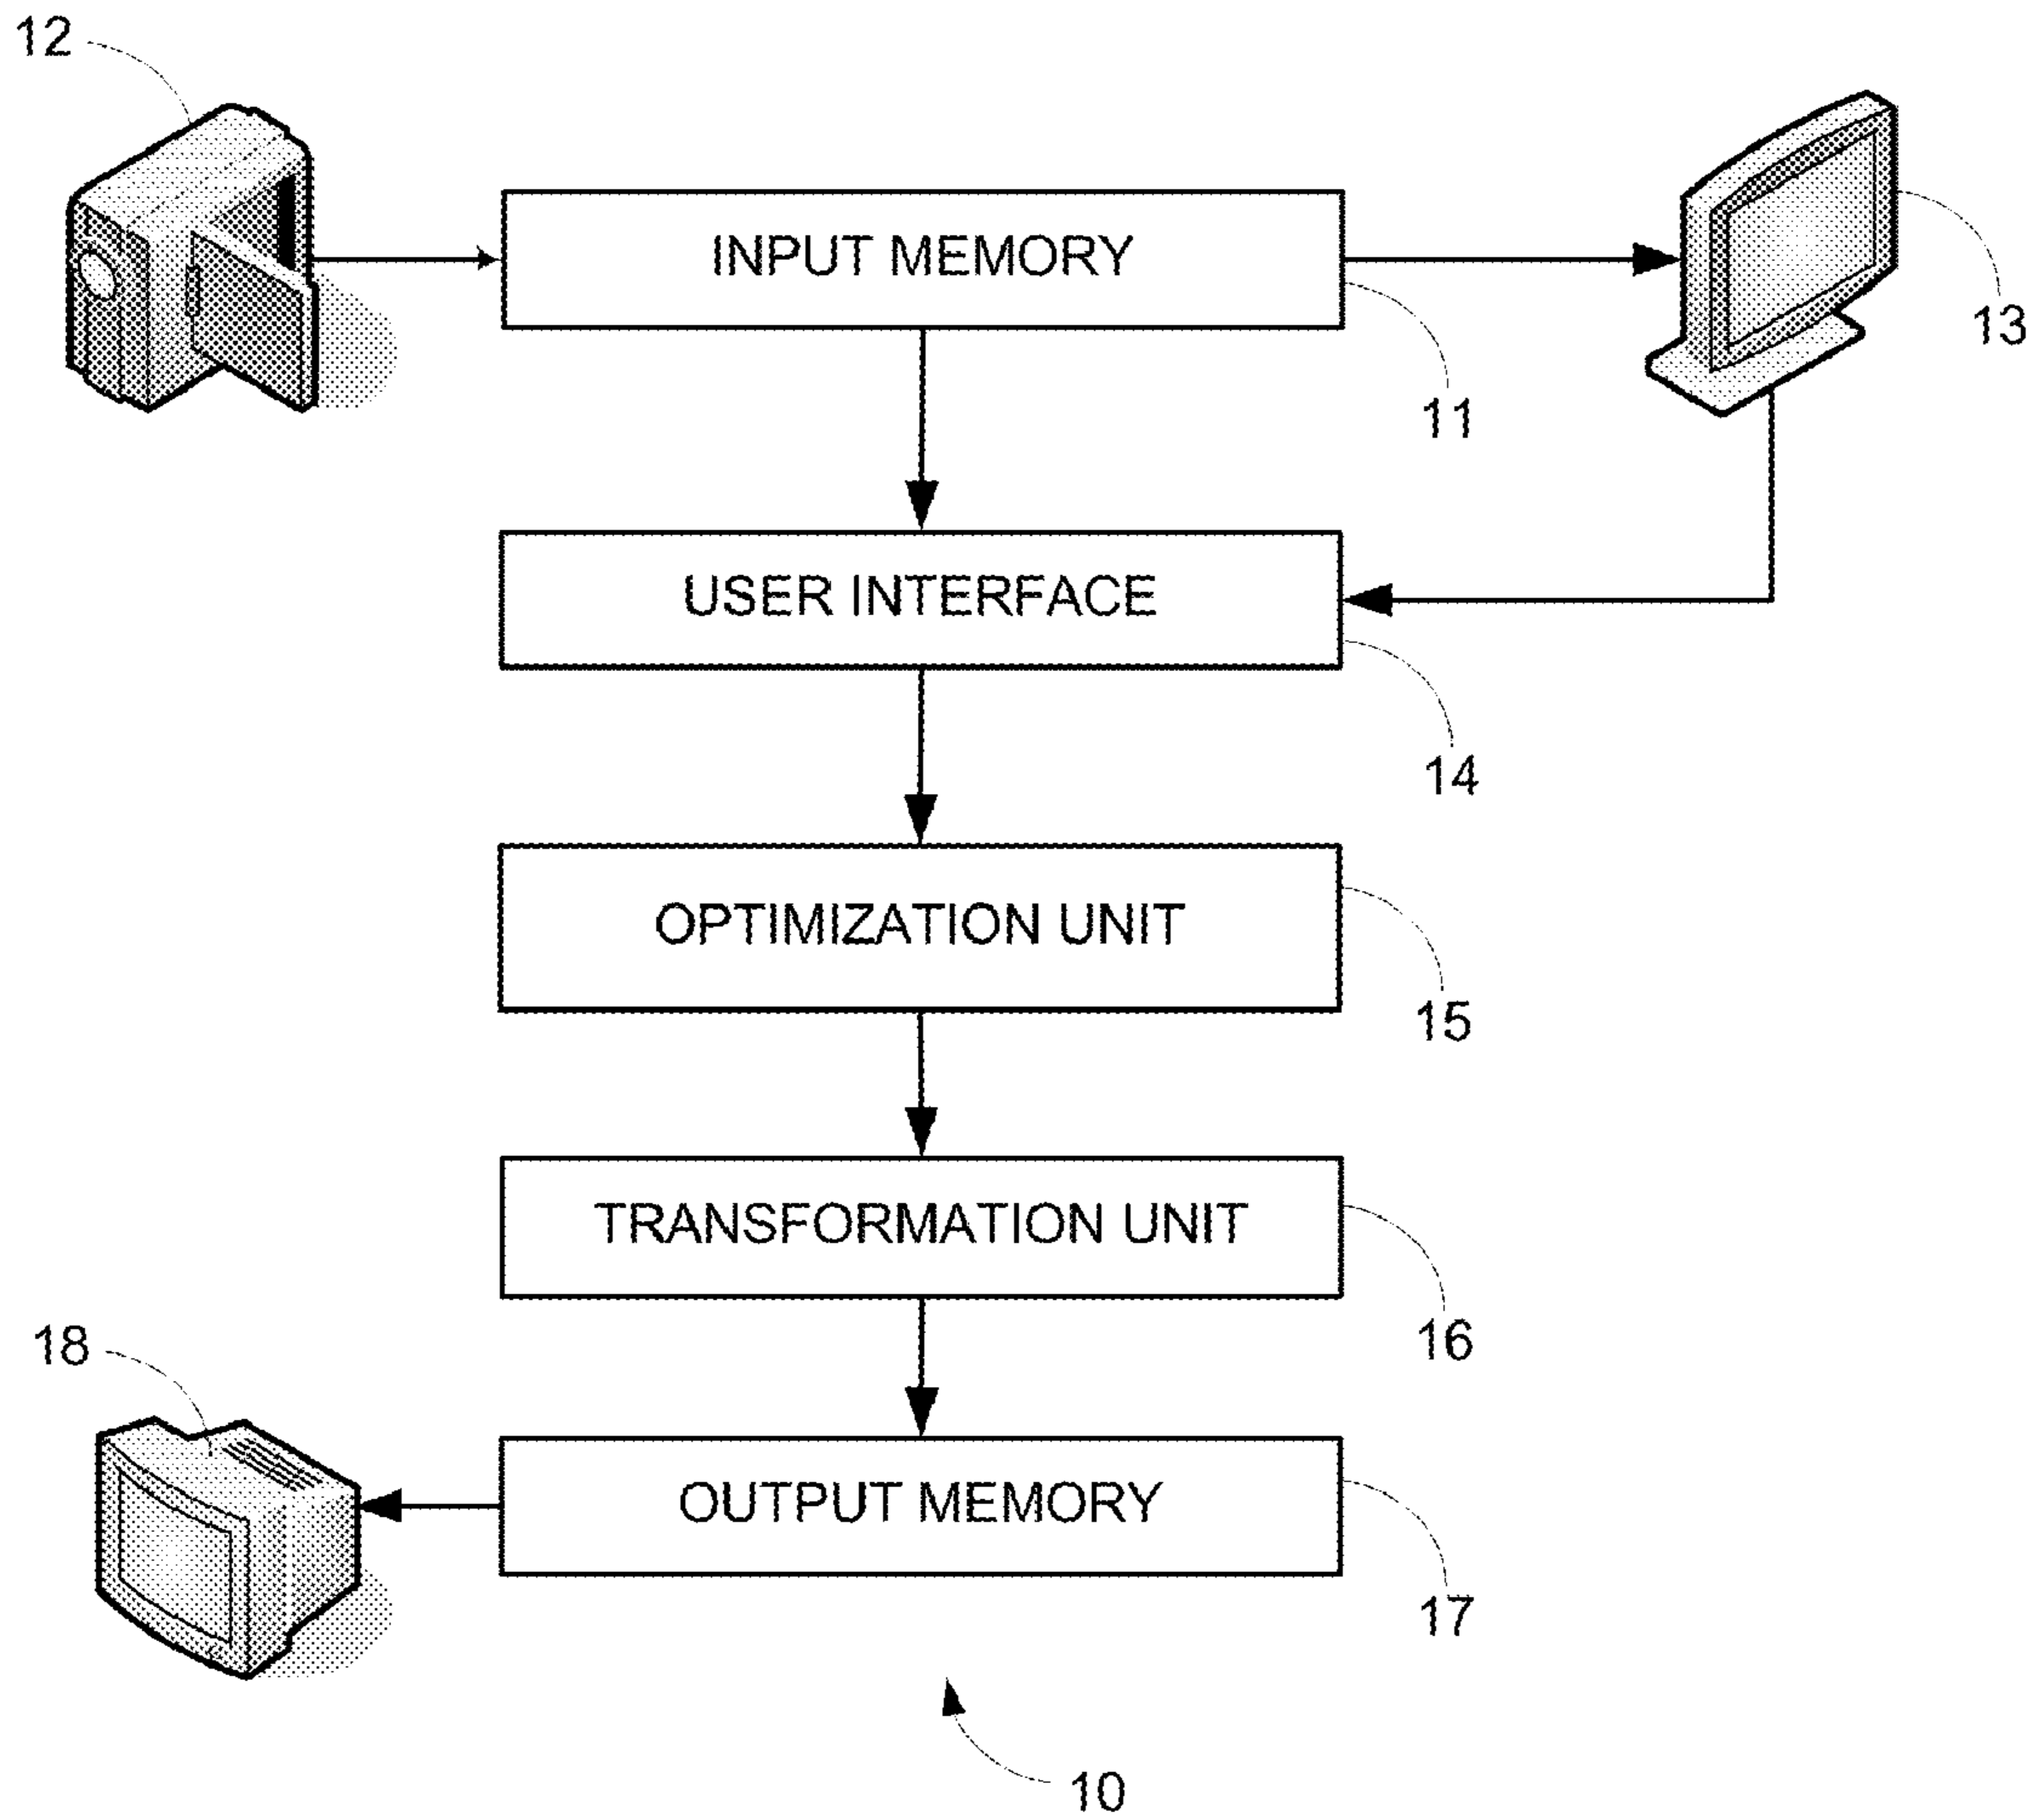 12
INPUT MEMORY
13
11
USER INTERFACE
14
OPTIMIZATION UNIT
15
TRANSFORMATION UNIT
16
18
OUTPUT MEMORY
17
10